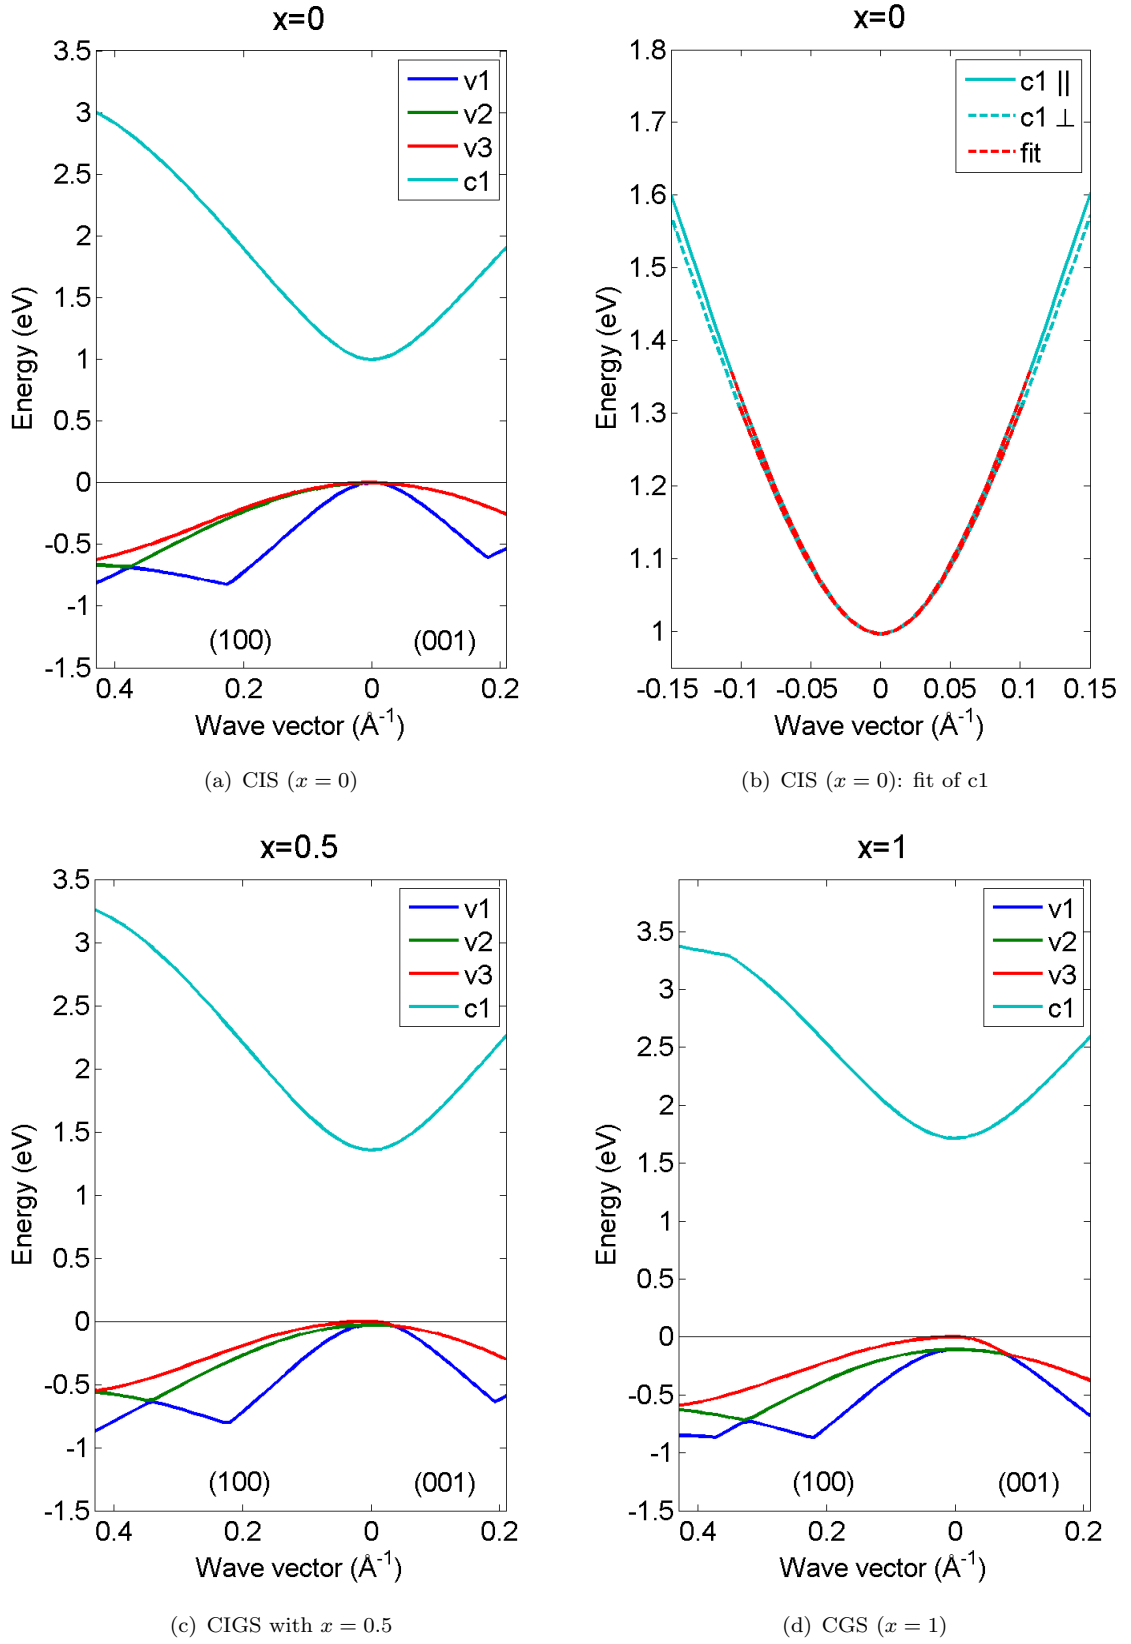 x=0
3.5
3
2.5
2
1.5
1
0.5
0
-0.5
-1
-1.5
Energy (eV)
v1
v2
v3
c1
(100)
(001)
0.4
0.2
0
0.2
Wave vector (Å⁻¹)
(a) CIS (x = 0)
x=0
1.8
1.7
1.6
1.5
1.4
1.3
1.2
1.1
1
Energy (eV)
c1 ||
c1 ⊥
fit
-0.15
-0.1
-0.05
0
0.05
0.1
0.15
Wave vector (Å⁻¹)
(b) CIS (x = 0): fit of c1
x=0.5
3.5
3
2.5
2
1.5
1
0.5
0
-0.5
-1
-1.5
Energy (eV)
v1
v2
v3
c1
(100)
(001)
0.4
0.2
0
0.2
Wave vector (Å⁻¹)
(c) CIGS with x = 0.5
x=1
3.5
3
2.5
2
1.5
1
0.5
0
-0.5
-1
-1.5
Energy (eV)
v1
v2
v3
c1
(100)
(001)
0.4
0.2
0
0.2
Wave vector (Å⁻¹)
(d) CGS (x = 1)